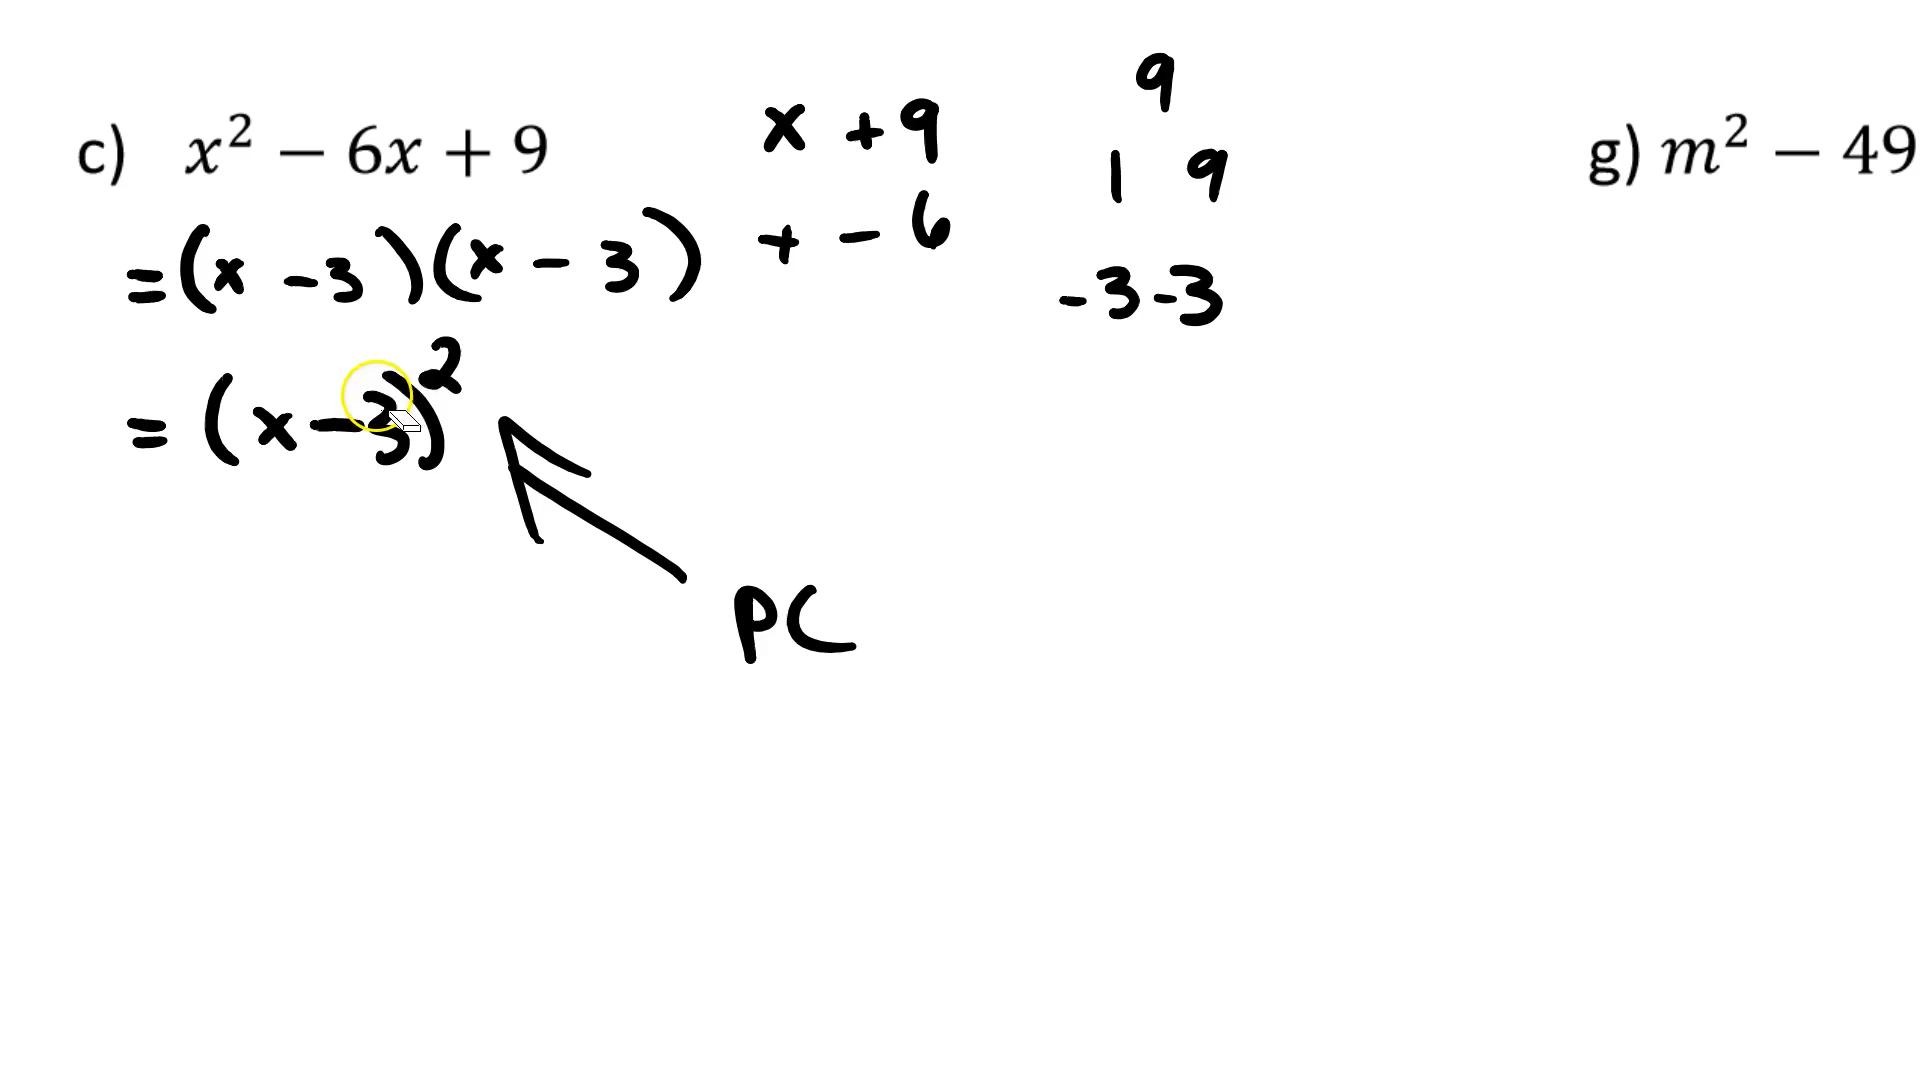 c) x² − 6x + 9
= (x - 3)(x - 3)
= (x - 3)²
x + 9
+ - 6
9
1 9
-3 -3
PC
g) m² − 49